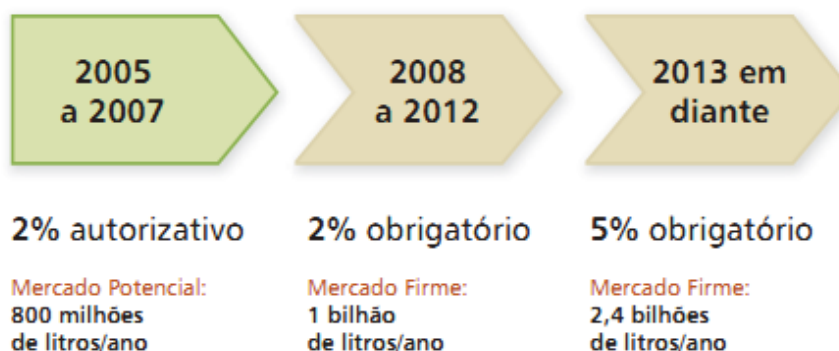 2005
a 2007
2% autorizativo
Mercado Potencial:
800 milhões
de litros/ano
2008
a 2012
2% obrigatório
Mercado Firme:
1 bilhão
de litros/ano
2013 em
diante
5% obrigatório
Mercado Firme:
2,4 bilhões
de litros/ano